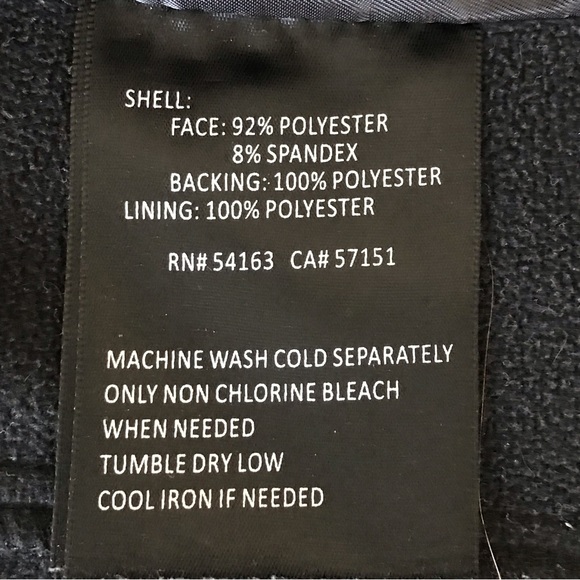 SHELL:
FACE: 92% POLYESTER
8% SPANDEX
BACKING: 100% POLYESTER
LINING: 100% POLYESTER
RN# 54163 CA# 57151
MACHINE WASH COLD SEPARATELY
ONLY NON CHLORINE BLEACH
WHEN NEEDED
TUMBLE DRY LOW
COOL IRON IF NEEDED